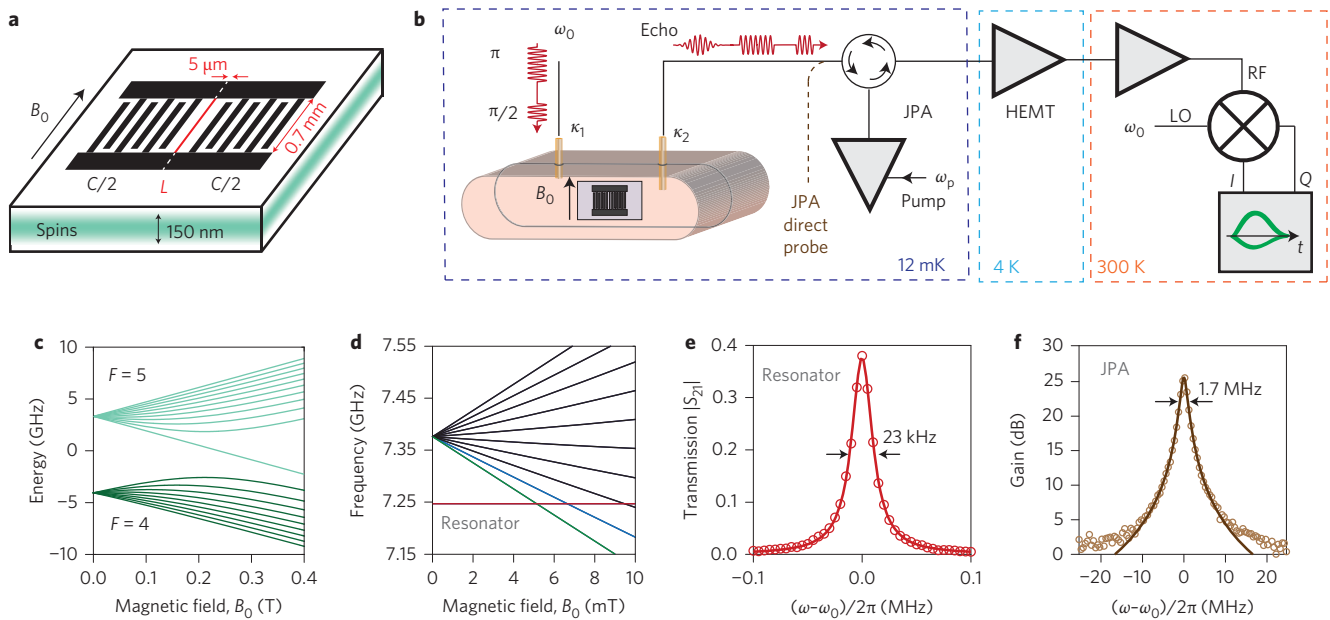 a
5 µm
B₀
0.7 mm
C/2
L
C/2
Spins
150 nm
b
π
π/2
ω₀
κ₁
κ₂
Echo
B₀
JPA
direct
probe
JPA
ωₚ
Pump
12 mK
HEMT
4 K
RF
ω₀
LO
I
Q
t
300 K
c
Energy (GHz)
10
5
0
−5
−10
F = 5
F = 4
0.0
0.1
0.2
0.3
0.4
Magnetic field, B₀ (T)
d
Frequency (GHz)
7.55
7.45
7.35
7.25
7.15
Resonator
0
2
4
6
8
10
Magnetic field, B₀ (mT)
e
Transmission |S₂₁|
0.4
0.3
0.2
0.1
0.0
Resonator
23 kHz
−0.1
0.0
0.1
(ω-ω₀)/2π (MHz)
f
Gain (dB)
30
25
20
15
10
5
0
JPA
1.7 MHz
−20
−10
0
10
20
(ω-ω₀)/2π (MHz)